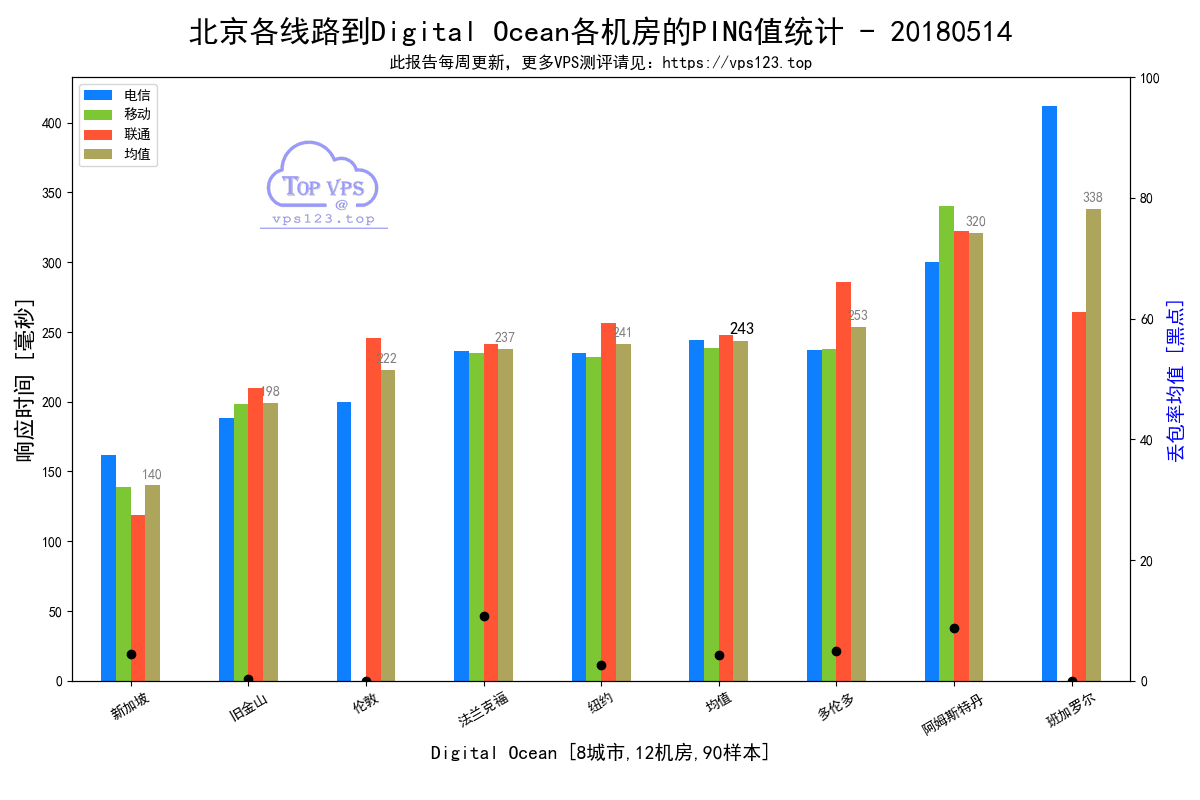 北京各线路到Digital Ocean各机房的PING值统计 - 20180514
此报告每周更新，更多VPS测评请见：https://vps123.top
电信
移动
联通
均值
TOP VPS
@
vps123.top
响应时间 [毫秒]
400
350
300
250
200
150
100
50
0
140
198
222
237
241
243
253
320
338
100
80
60
40
20
0
丢包率均值 [黑点]
新加坡
旧金山
伦敦
法兰克福
纽约
均值
多伦多
阿姆斯特丹
班加罗尔
Digital Ocean [8城市,12机房,90样本]